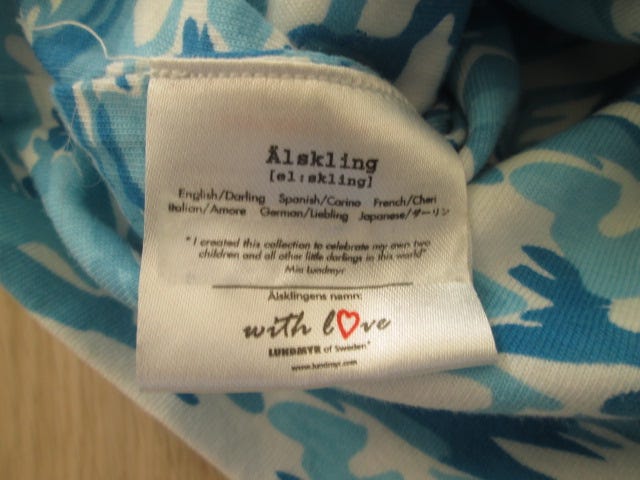 Älskling
[el:skling]
English/Darling Spanish/Carino French/Cheri
Italian/Amore German/Liebling Japanese/ダーリン
"I created this collection to celebrate my own two
children and all other little darlings in this world"
Mia Lundmyr
Älsklingens namn:
with love
LUNDMYR of Sweden®
www.lundmyr.com